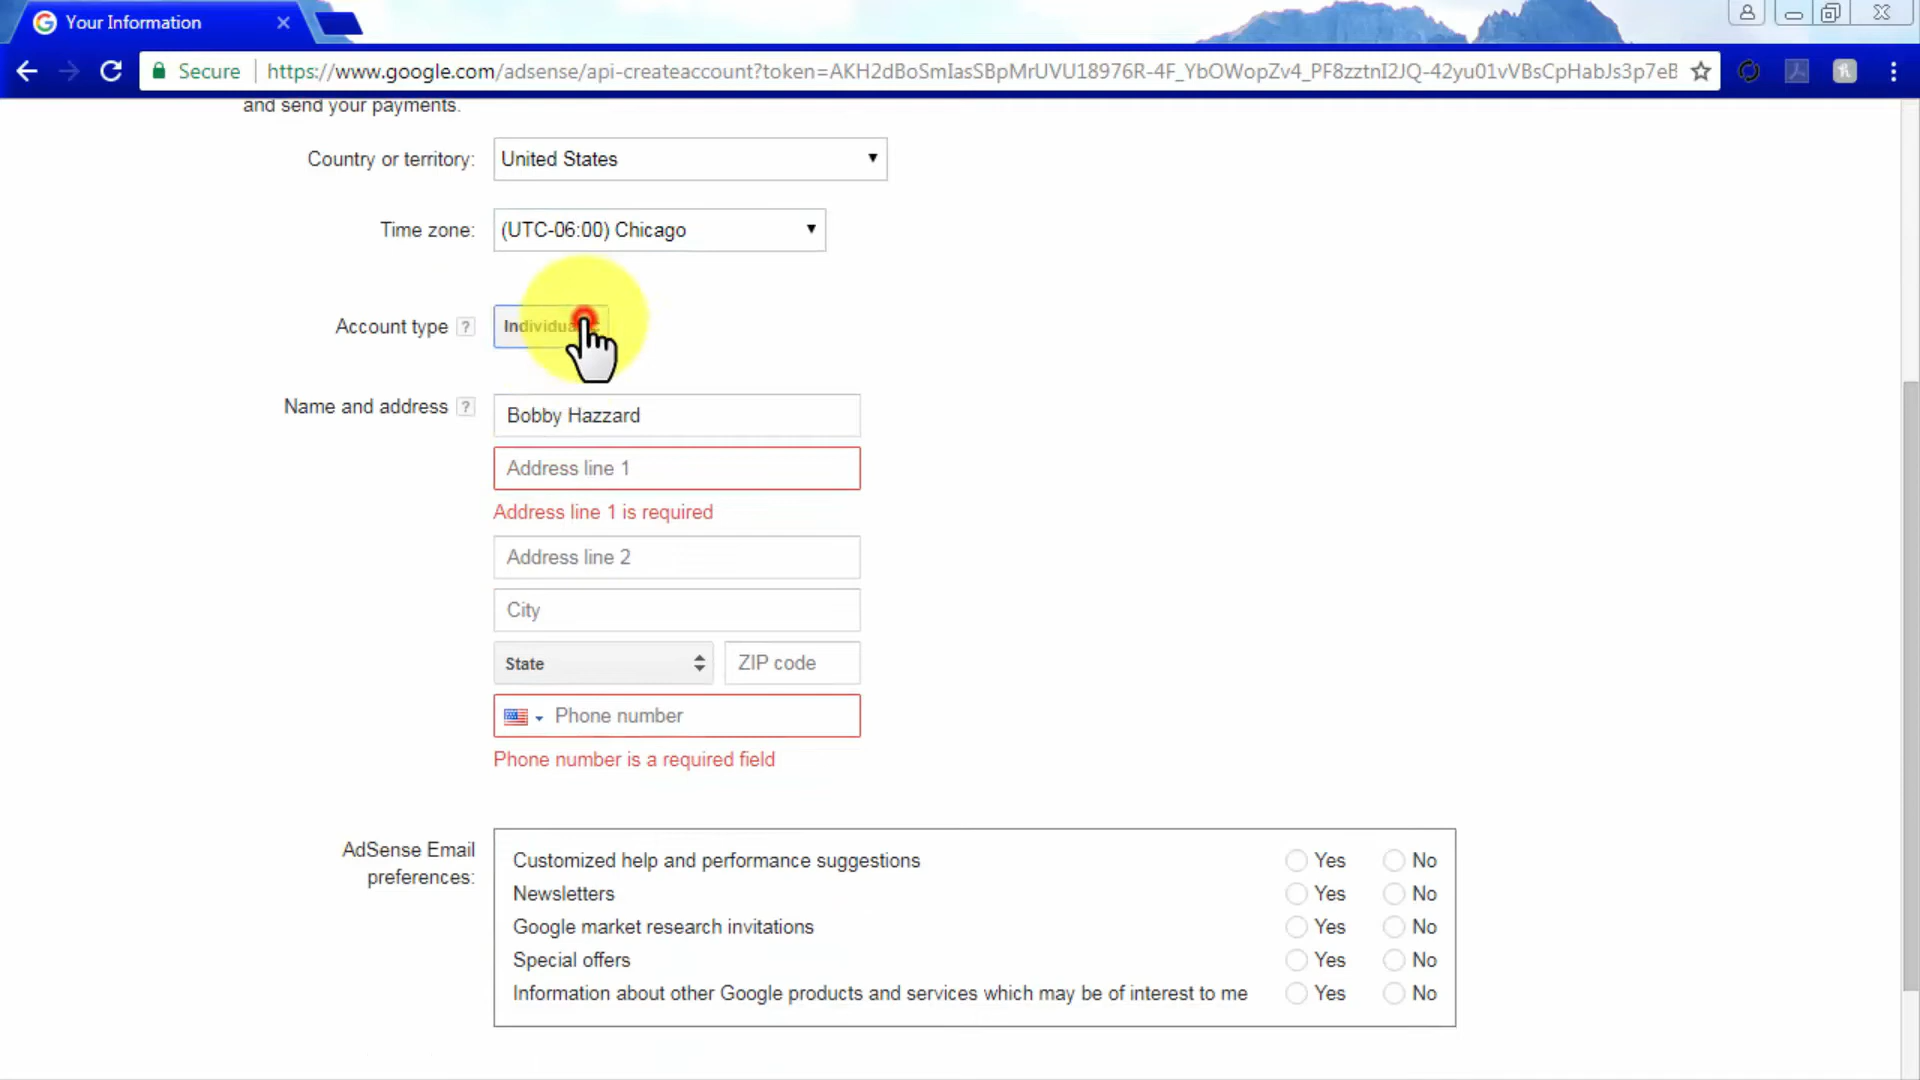 Your Information
Secure https://www.google.com/adsense/api-createaccount?token=AKH2dBoSmIasSBpMrUVU18976R-4F_YbOWopZv4_PF8zztnI2JQ-42yu01vVBsCpHabJs3p7eB
and send your payments.
Country or territory: United States
Time zone: (UTC-06:00) Chicago
Account type ? Individual
Name and address ? Bobby Hazzard
Address line 1
Address line 1 is required
Address line 2
City
State ZIP code
Phone number
Phone number is a required field
AdSense Email preferences:
Customized help and performance suggestions Yes No
Newsletters Yes No
Google market research invitations Yes No
Special offers Yes No
Information about other Google products and services which may be of interest to me Yes No